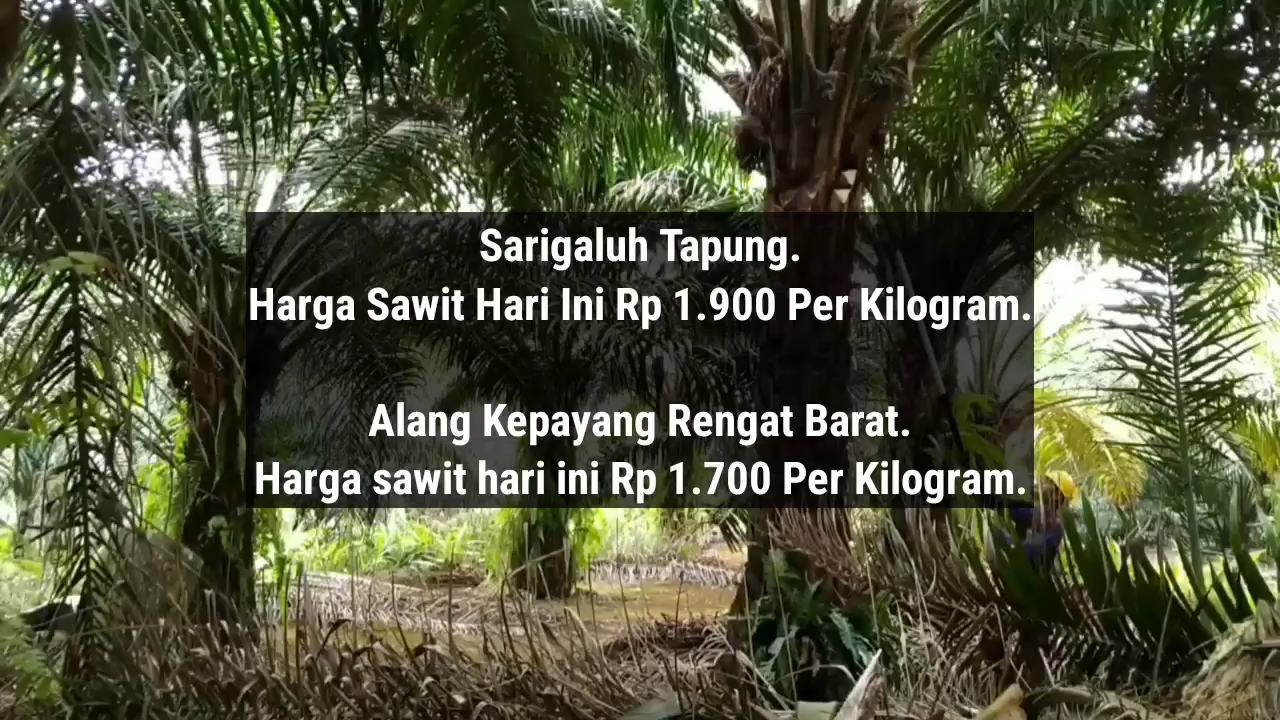 Sarigaluh Tapung.
Harga Sawit Hari Ini Rp 1.900 Per Kilogram.
Alang Kepayang Rengat Barat.
Harga sawit hari ini Rp 1.700 Per Kilogram.